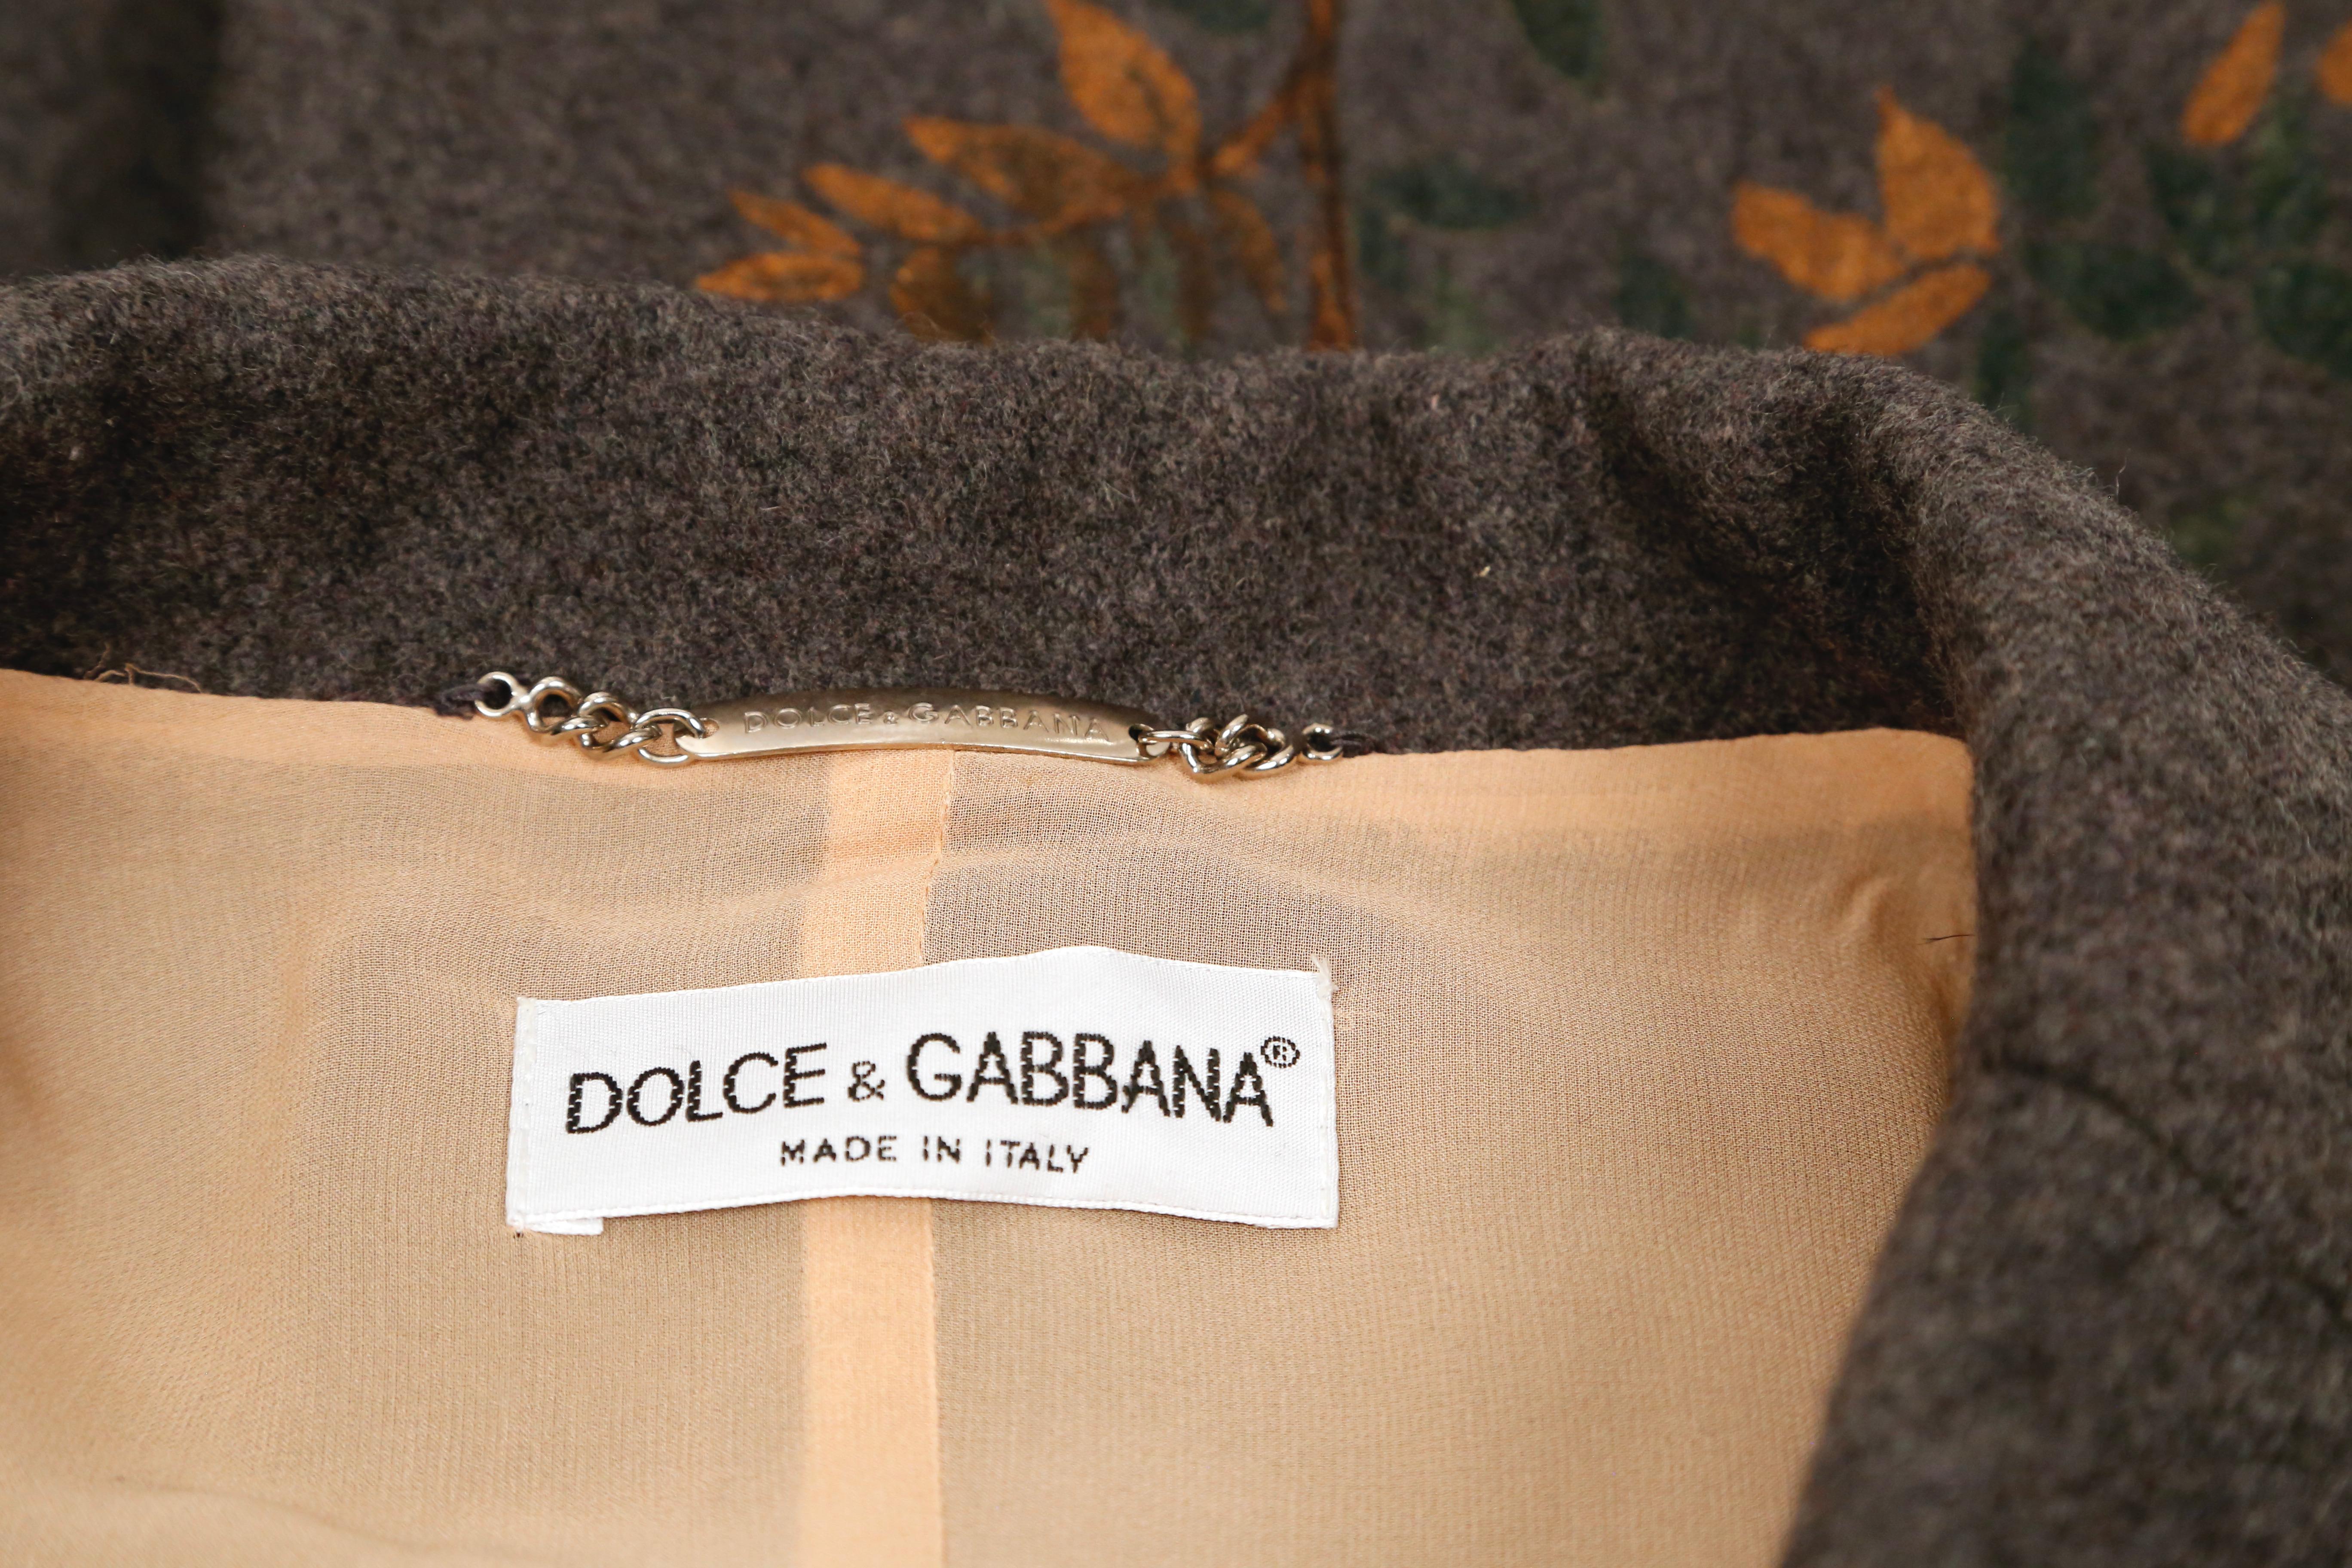 DOLCE & GABBANA
DOLCE & GABBANA®
MADE IN ITALY